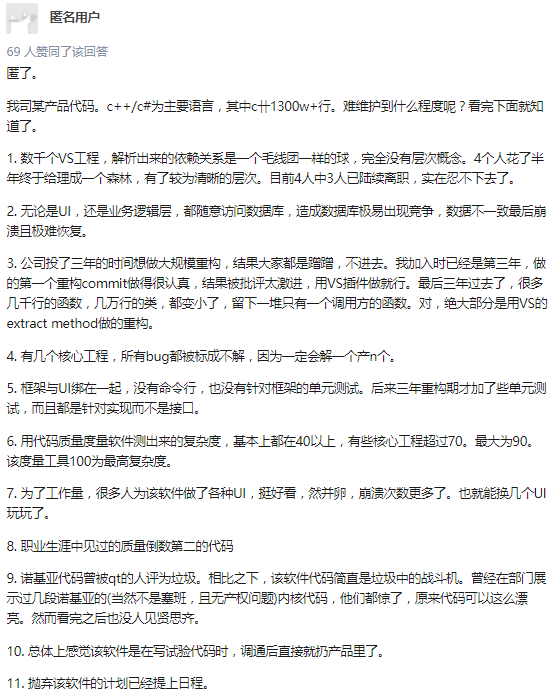 匿名用户
69 人赞同了该回答
匿了。
我司某产品代码。c++/c#为主要语言，其中c卄1300w+行。难维护到什么程度呢？看完下面就知
道了。
1. 数千个VS工程，解析出来的依赖关系是一个毛线团一样的球，完全没有层次概念。4个人花了半
年终于给理成一个森林，有了较为清晰的层次。目前4人中3人已陆续离职，实在忍不下去了。
2. 无论是UI，还是业务逻辑层，都随意访问数据库，造成数据库极易出现竞争，数据不一致最后崩
溃且极难恢复。
3. 公司投了三年的时间想做大规模重构，结果大家都是蹭蹭，不进去。我加入时已经是第三年，做
的第一个重构commit做得很认真，结果被批评太激进，用VS插件做就行。最后三年过去了，很多
几千行的函数，几万行的类，都变小了，留下一堆只有一个调用方的函数。对，绝大部分是用VS的
extract method做的重构。
4. 有几个核心工程，所有bug都被标成不解，因为一定会解一个产n个。
5. 框架与UI绑在一起，没有命令行，也没有针对框架的单元测试。后来三年重构期才加了些单元测
试，而且都是针对实现而不是接口。
6. 用代码质量度量软件测出来的复杂度，基本上都在40以上，有些核心工程超过70。最大为90。
该度量工具100为最高复杂度。
7. 为了工作量，很多人为该软件做了各种UI，挺好看，然并卵，崩溃次数更多了。也就能换几个UI
玩玩了。
8. 职业生涯中见过的质量倒数第二的代码
9. 诺基亚代码曾被qt的人评为垃圾。相比之下，该软件代码简直是垃圾中的战斗机。曾经在部门展
示过几段诺基亚的(当然不是塞班，且无产权问题)内核代码，他们都惊了，原来代码可以这么漂
亮。然而看完之后也没人见贤思齐。
10. 总体上感觉该软件是在写试验代码时，调通后直接就扔产品里了。
11. 抛弃该软件的计划已经提上日程。